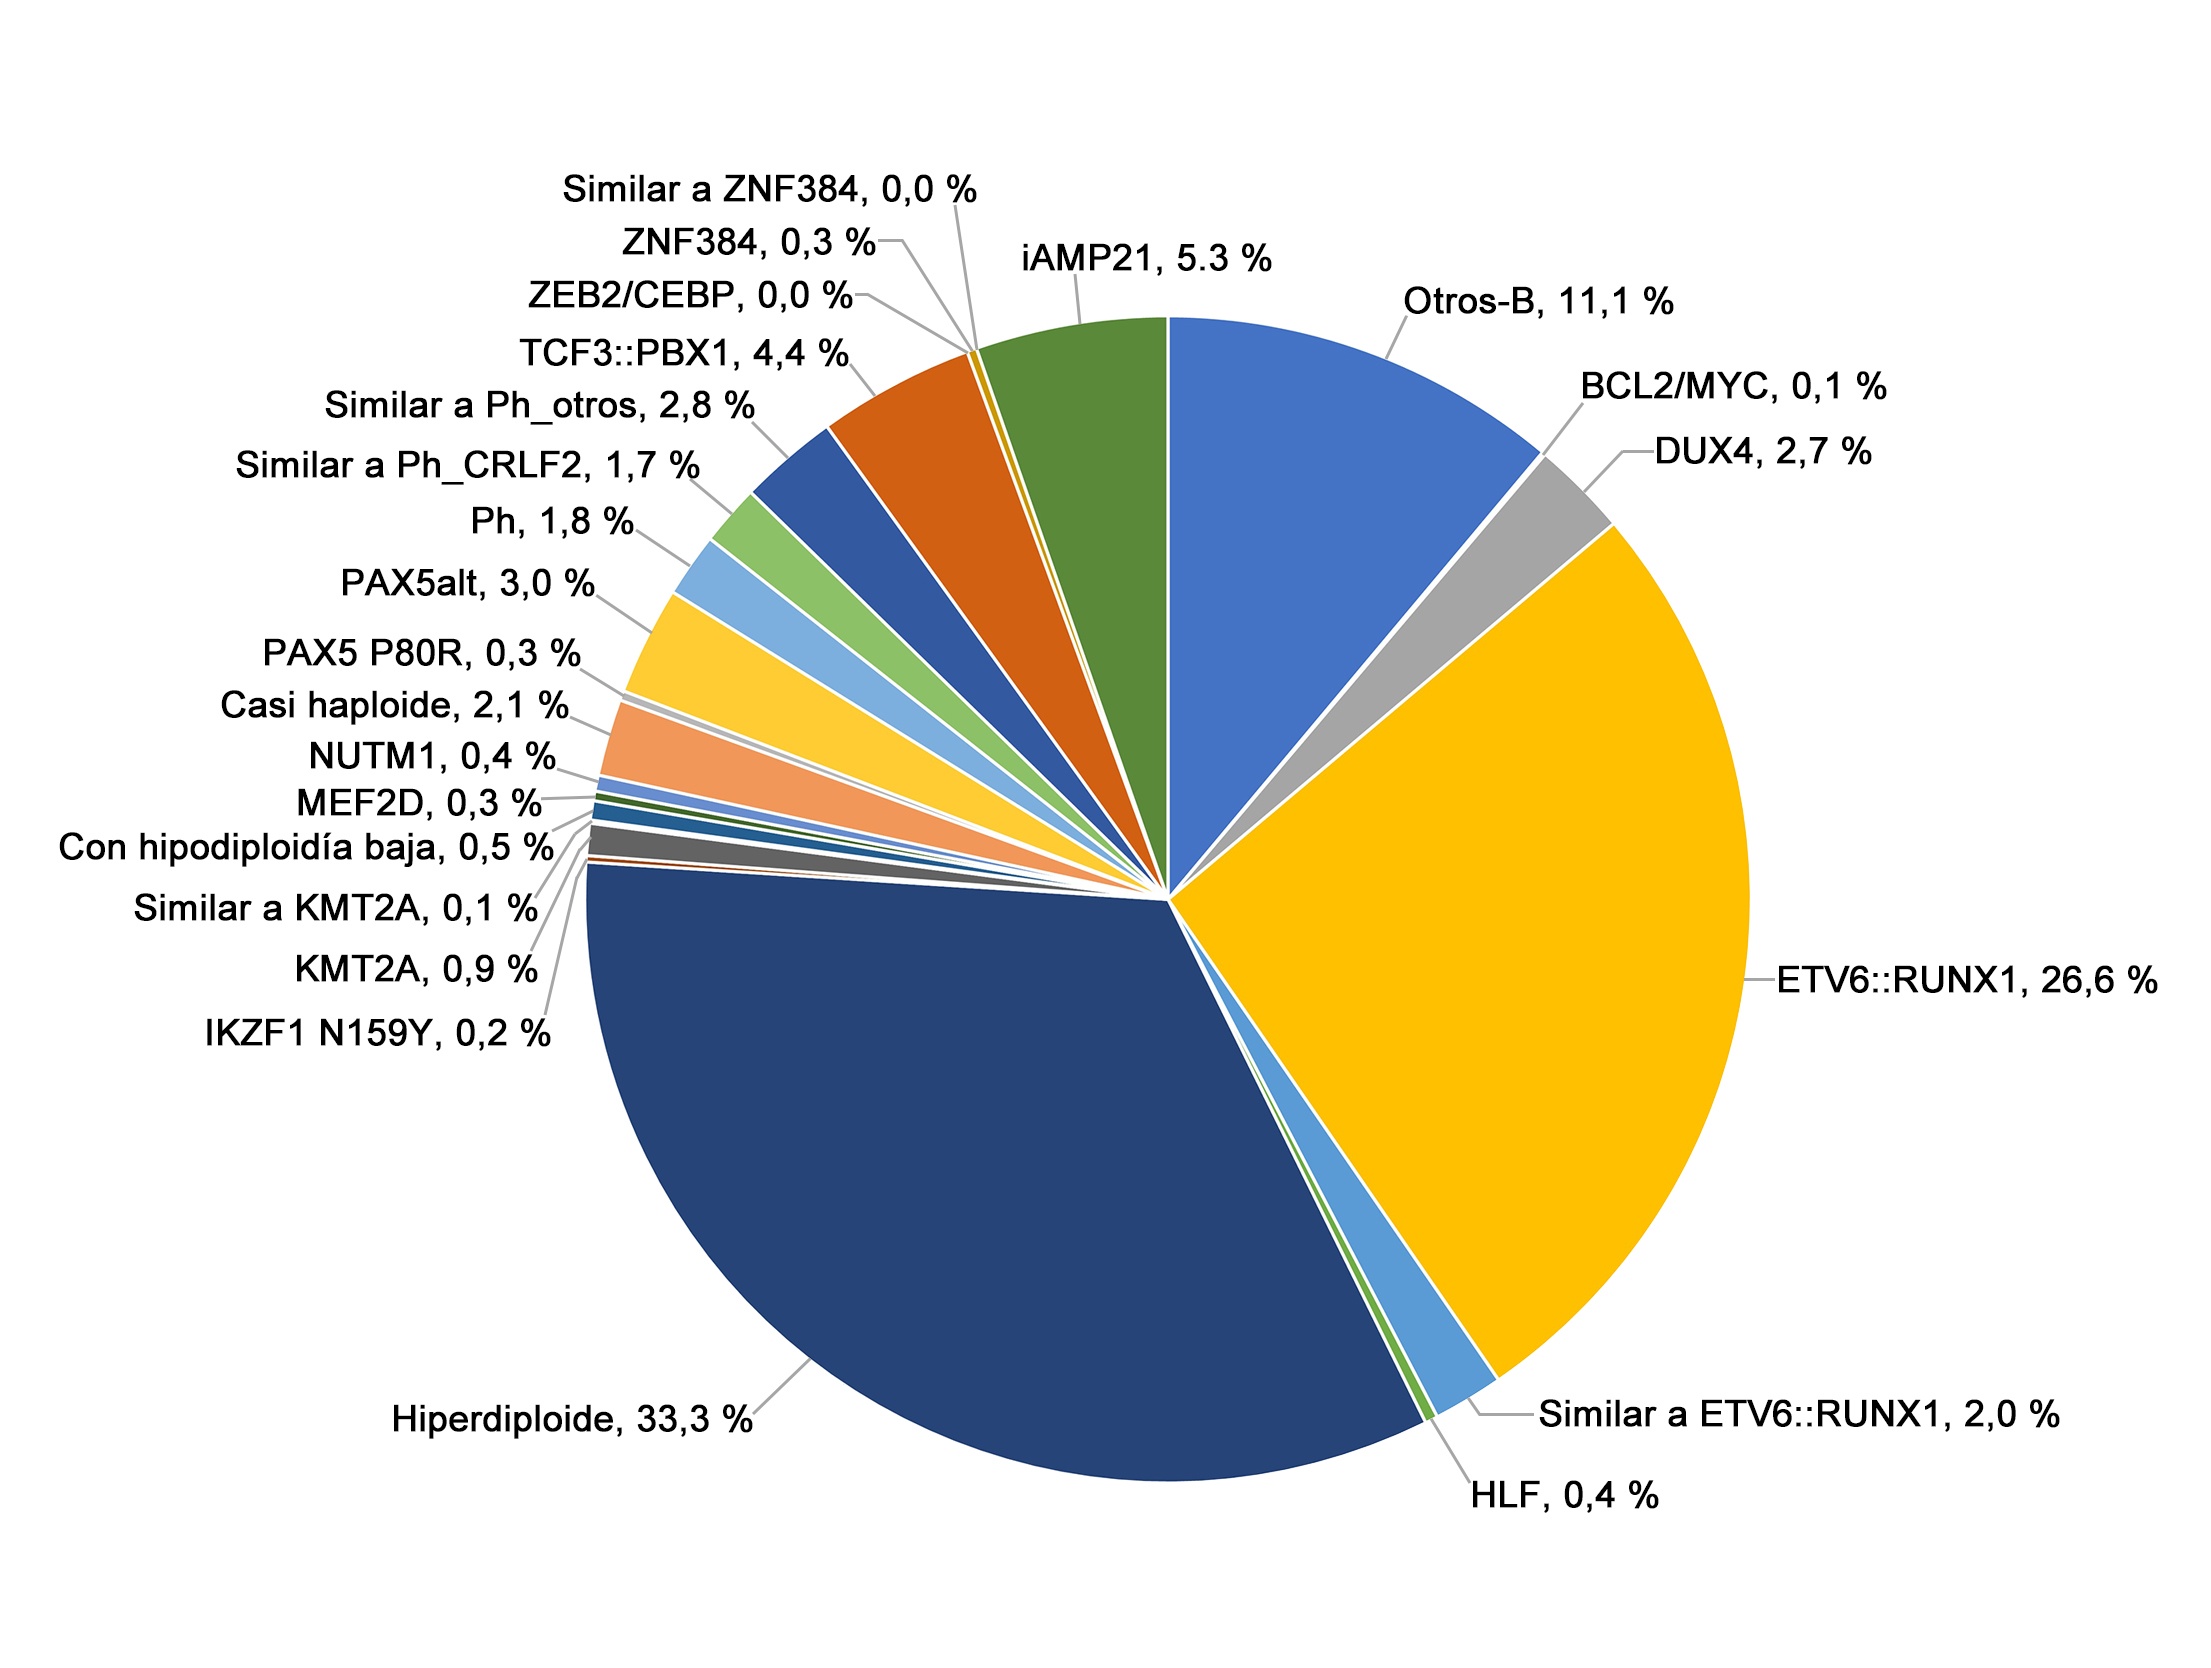 Similar a ZNF384, 0,0 %
ZNF384, 0,3 %
iAMP21, 5.3 %
ZEB2/CEBP, 0,0 %
Otros-B, 11,1 %
TCF3::PBX1, 4,4 %
BCL2/MYC, 0,1 %
Similar a Ph_otros, 2,8 %
DUX4, 2,7 %
Similar a Ph_CRLF2, 1,7 %
Ph, 1,8 %
PAX5alt, 3,0 %
PAX5 P80R, 0,3 %
Casi haploide, 2,1 %
NUTM1, 0,4 %
MEF2D, 0,3 %
Con hipodiploidía baja, 0,5 %
Similar a KMT2A, 0,1 %
KMT2A, 0,9 %
ETV6::RUNX1, 26,6 %
IKZF1 N159Y, 0,2 %
Hiperdiploide, 33,3 %
Similar a ETV6::RUNX1, 2,0 %
HLF, 0,4 %